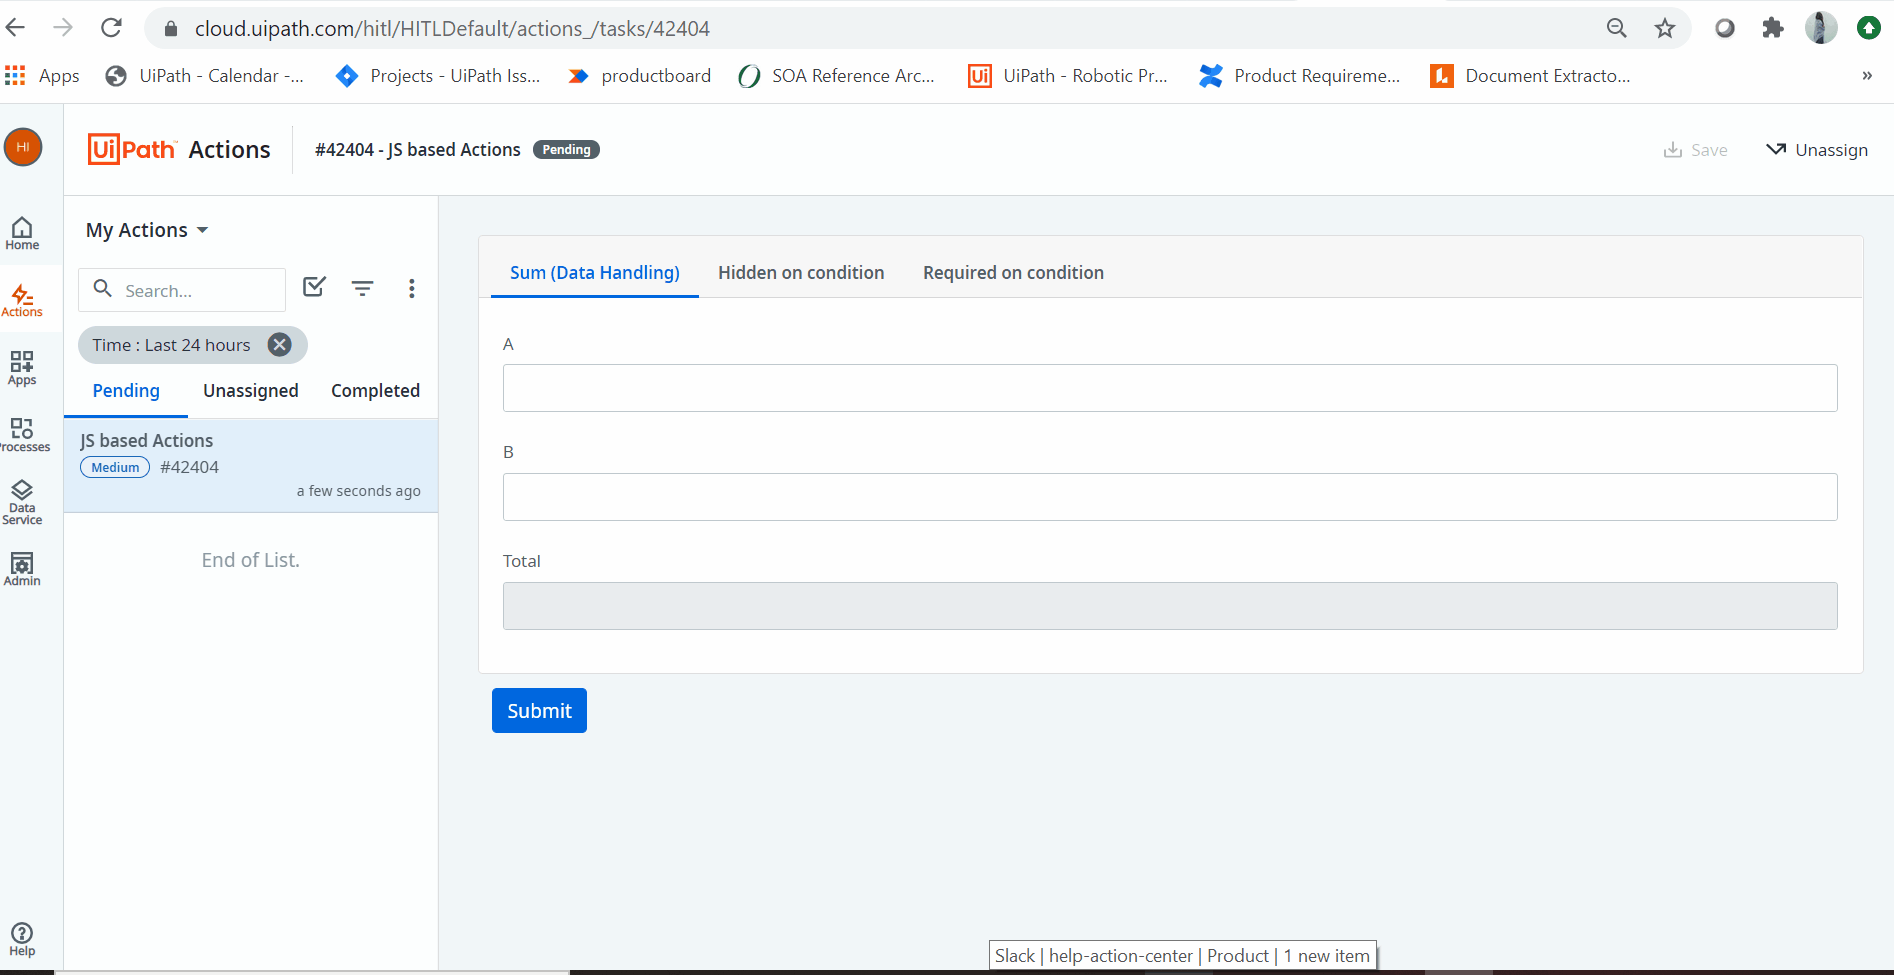 cloud.uipath.com/hitl/HITLDefault/actions_/tasks/42404
Apps
UiPath - Calendar -...
Projects - UiPath Iss...
productboard
SOA Reference Arc...
Ui
UiPath - Robotic Pr...
Product Requireme...
Document Extracto...
»
HI
UiPath™ Actions
#42404 - JS based Actions
Pending
Save
Unassign
Home
Actions
Apps
rocesses
Data
Service
Admin
Help
My Actions
Search...
Time : Last 24 hours
Pending
Unassigned
Completed
JS based Actions
Medium
#42404
a few seconds ago
End of List.
Sum (Data Handling)
Hidden on condition
Required on condition
A
B
Total
Submit
Slack | help-action-center | Product | 1 new item